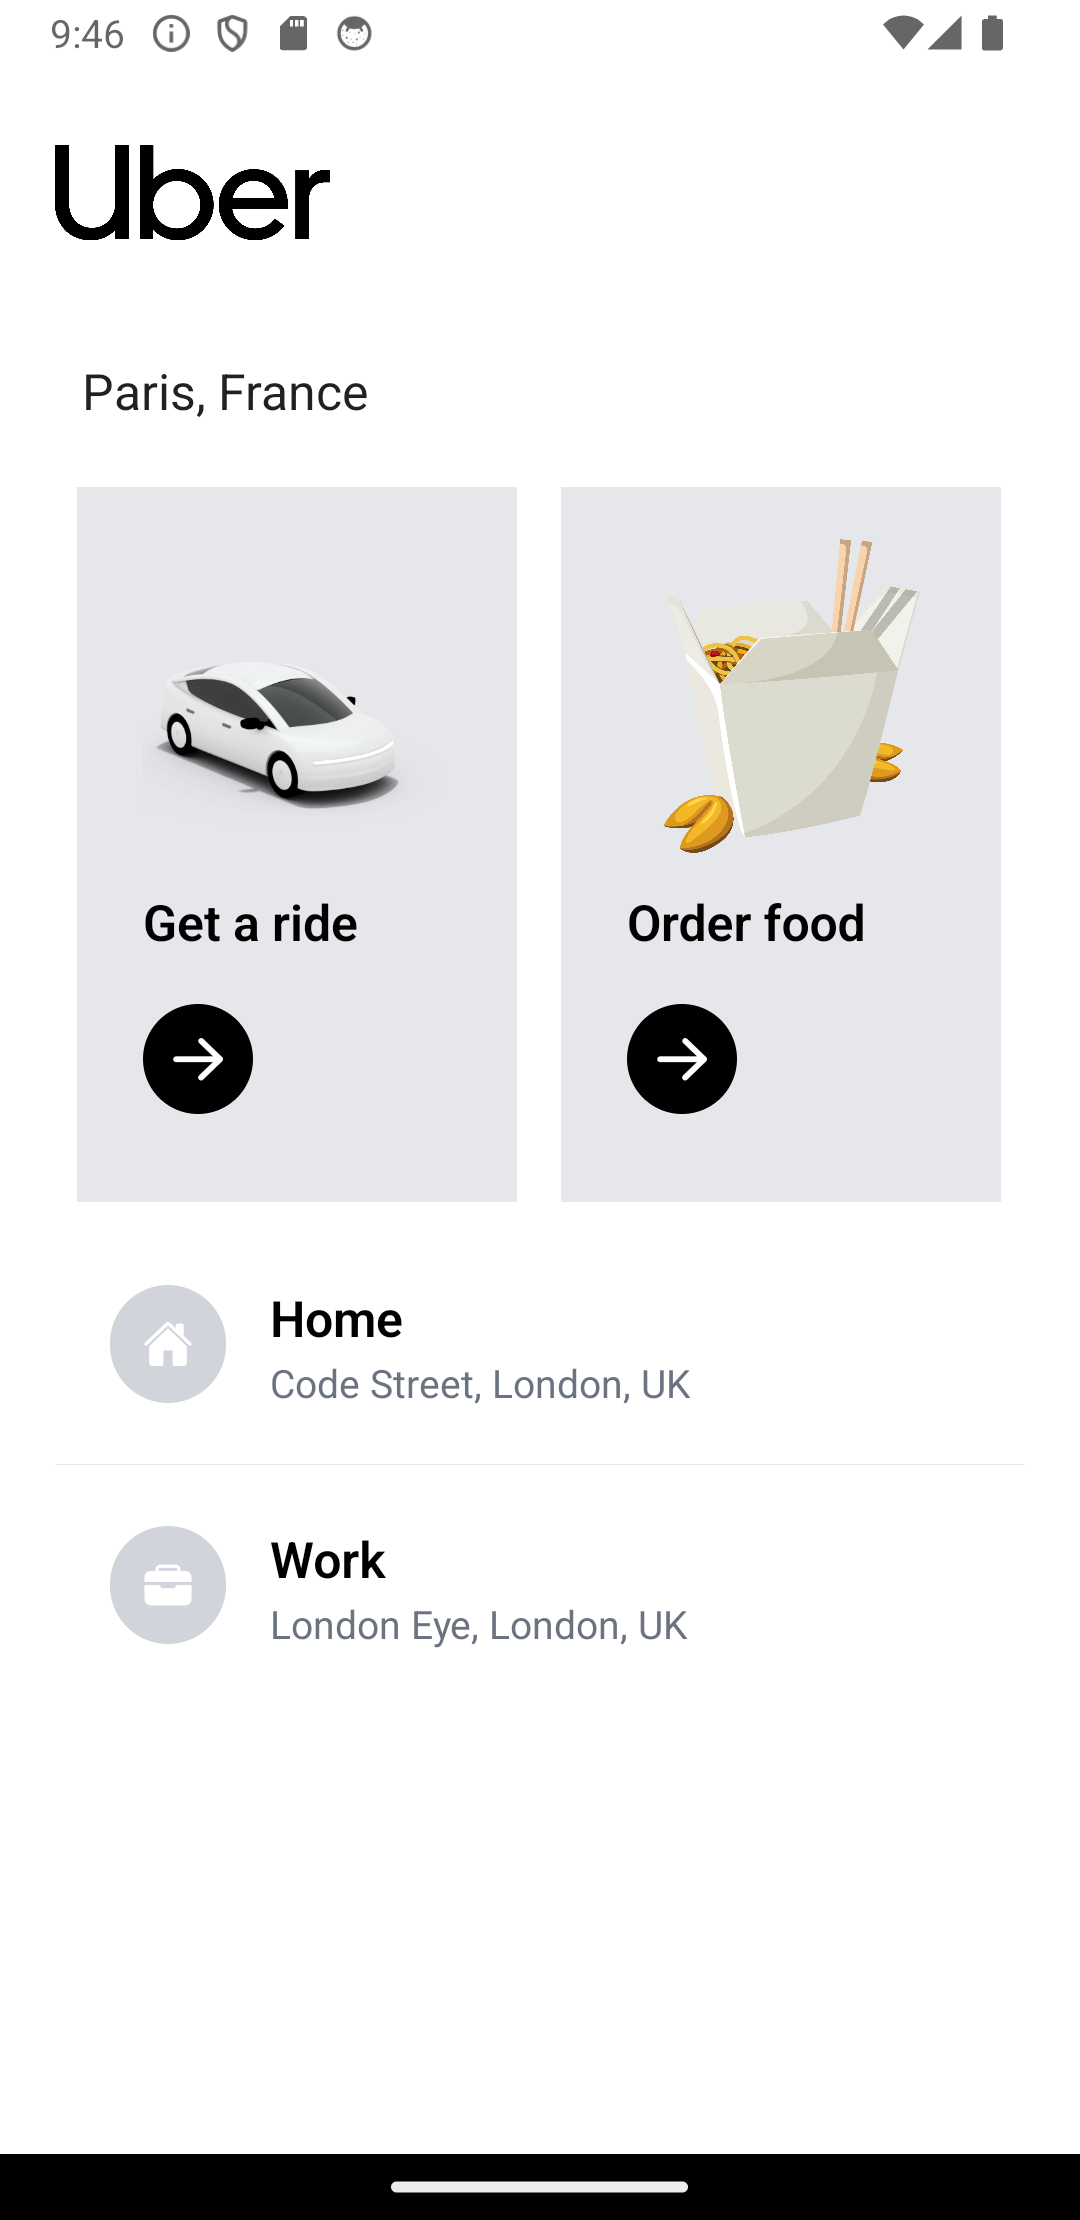 9:46
Uber
Paris, France
Get a ride
Order food
Home
Code Street, London, UK
Work
London Eye, London, UK